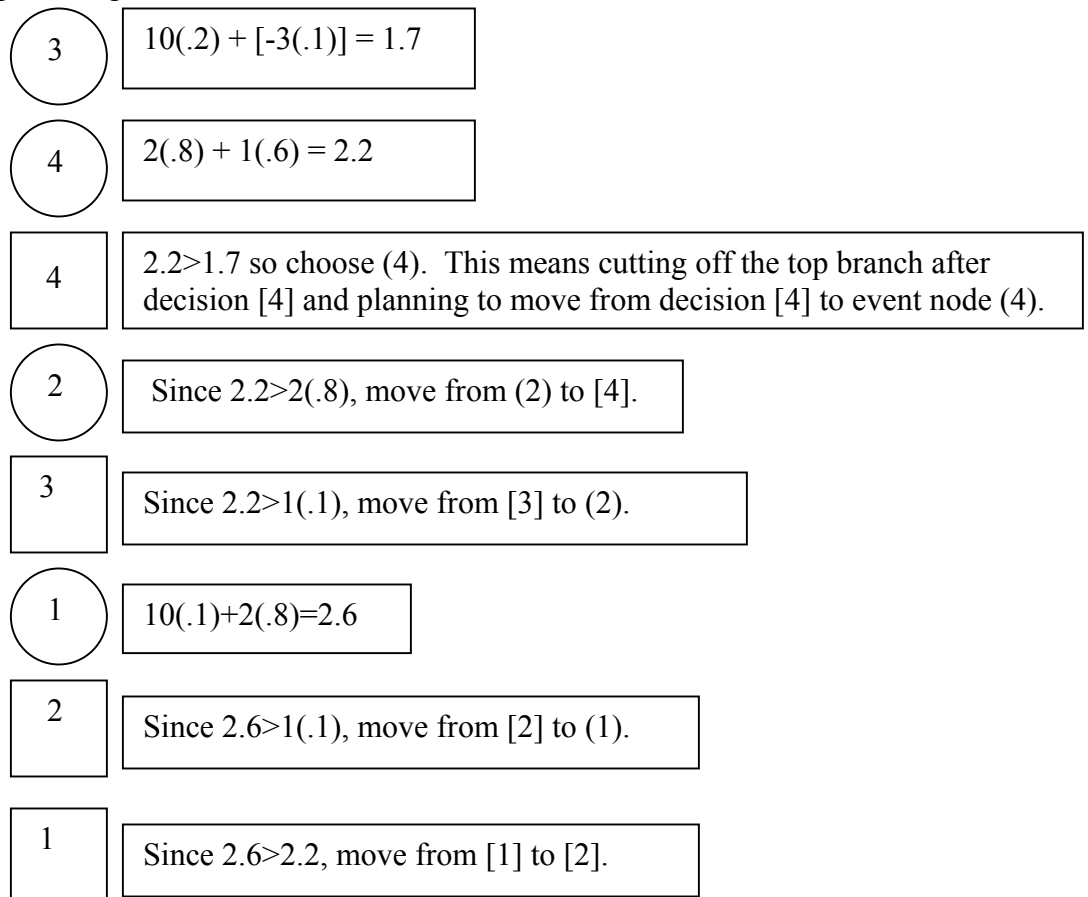 3
10(.2) + [-3(.1)] = 1.7
4
2(.8) + 1(.6) = 2.2
4
2.2>1.7 so choose (4).  This means cutting off the top branch after
decision [4] and planning to move from decision [4] to event node (4).
2
Since 2.2>2(.8), move from (2) to [4].
3
Since 2.2>1(.1), move from [3] to (2).
1
10(.1)+2(.8)=2.6
2
Since 2.6>1(.1), move from [2] to (1).
1
Since 2.6>2.2, move from [1] to [2].